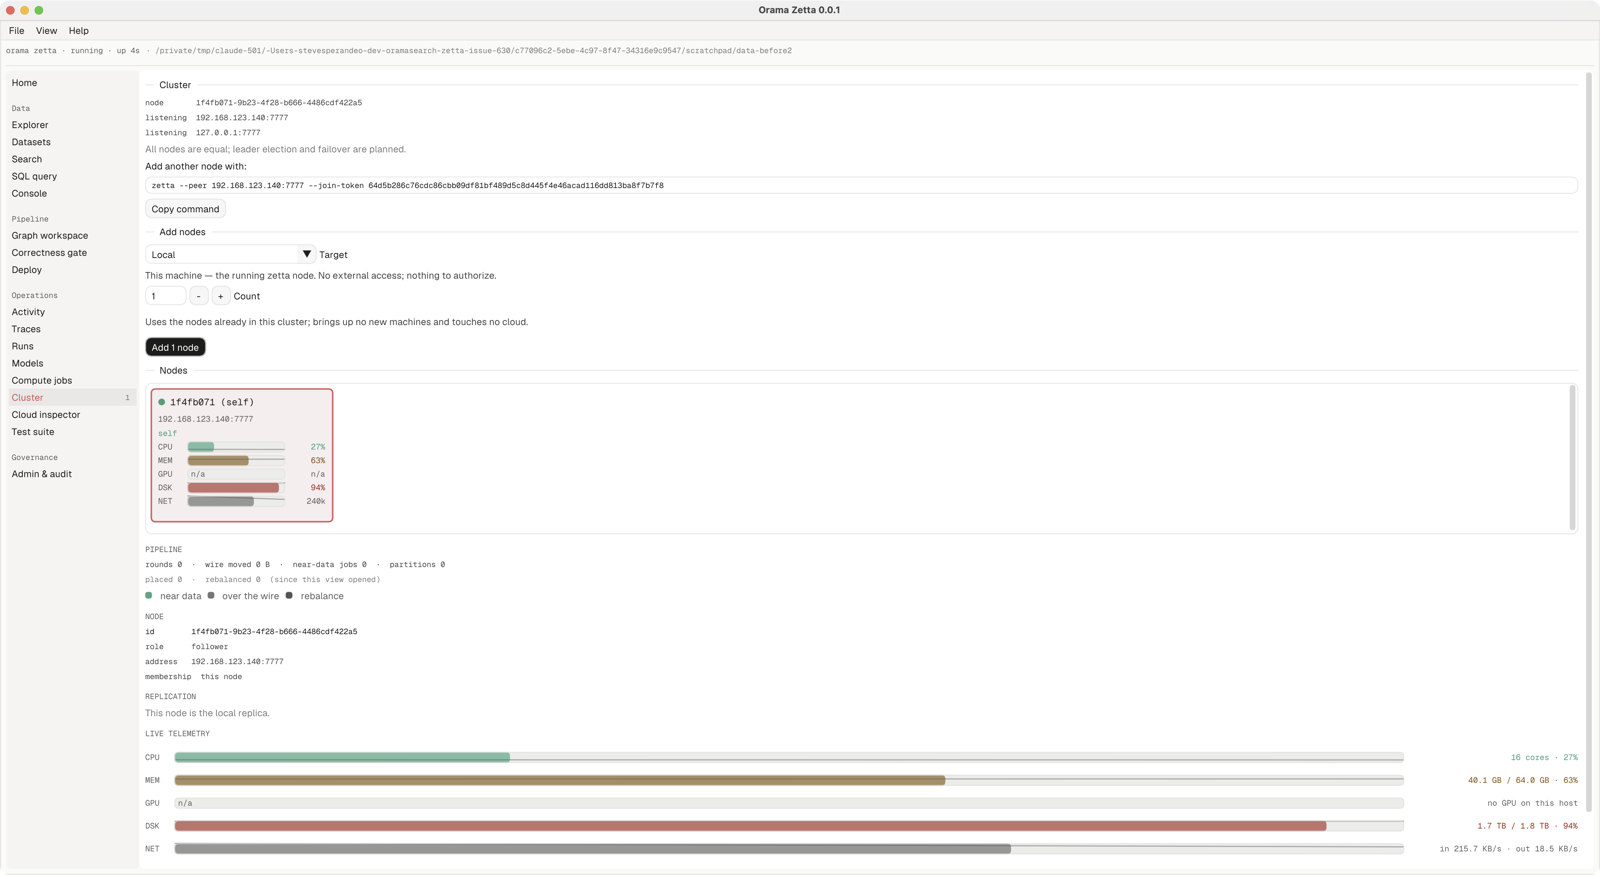 Orama Zetta 0.0.1
File View Help
orama zetta · running · up 4s · /private/tmp/claude-501/-Users-stevesperandeo-dev-oramasearch-zetta-issue-630/c77096c2-5ebe-4c97-8f47-34316e9c9547/scratchpad/data-before2
Home
Data
Explorer
Datasets
Search
SQL query
Console
Pipeline
Graph workspace
Correctness gate
Deploy
Operations
Activity
Traces
Runs
Models
Compute jobs
Cluster 1
Cloud inspector
Test suite
Governance
Admin & audit
Cluster
node 1f4fb071-9b23-4f28-b666-4486cdf422a5
listening 192.168.123.140:7777
listening 127.0.0.1:7777
All nodes are equal; leader election and failover are planned.
Add another node with:
zetta --peer 192.168.123.140:7777 --join-token 64d5b286c76cdc86cbb09df81bf489d5c8d445f4e46acad116dd813ba8f7b7f8
Copy command
Add nodes
Local Target
This machine — the running zetta node. No external access; nothing to authorize.
1 - + Count
Uses the nodes already in this cluster; brings up no new machines and touches no cloud.
Add 1 node
Nodes
1f4fb071 (self)
192.168.123.140:7777
self
CPU 27%
MEM 63%
GPU n/a n/a
DSK 94%
NET 240k
PIPELINE
rounds 0 · wire moved 0 B · near-data jobs 0 · partitions 0
placed 0 · rebalanced 0 (since this view opened)
near data over the wire rebalance
NODE
id 1f4fb071-9b23-4f28-b666-4486cdf422a5
role follower
address 192.168.123.140:7777
membership this node
REPLICATION
This node is the local replica.
LIVE TELEMETRY
CPU 16 cores · 27%
MEM 40.1 GB / 64.0 GB · 63%
GPU n/a no GPU on this host
DSK 1.7 TB / 1.8 TB · 94%
NET in 215.7 KB/s · out 18.5 KB/s